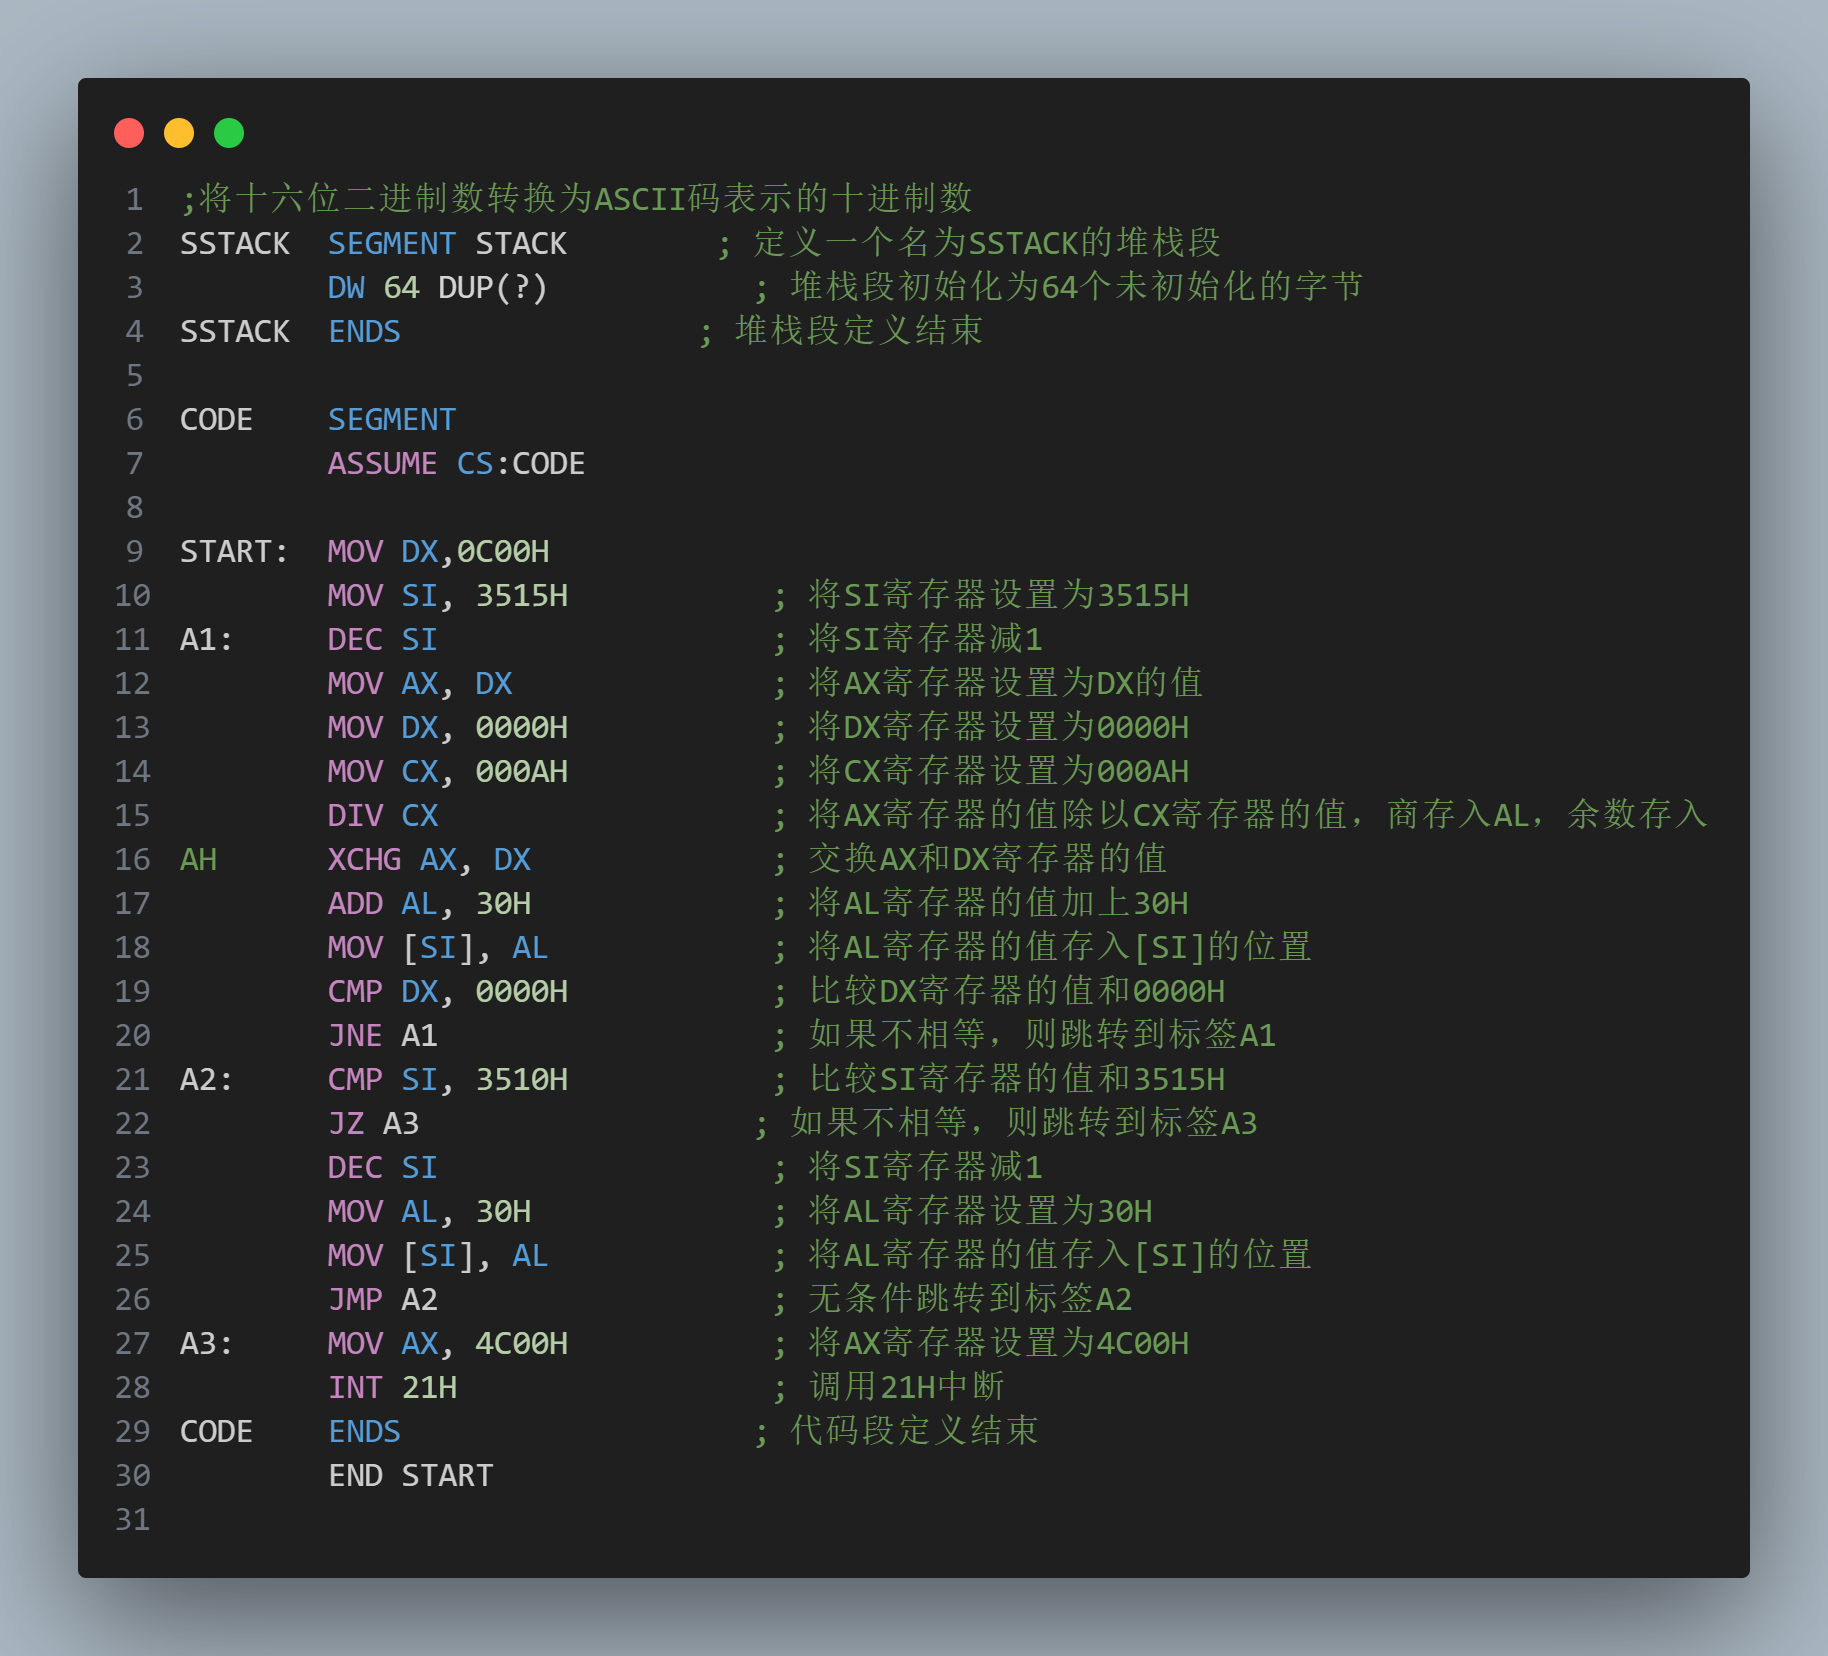 1 ;将十六位二进制数转换为ASCII码表示的十进制数
2 SSTACK SEGMENT STACK ; 定义一个名为SSTACK的堆栈段
3 DW 64 DUP(?) ; 堆栈段初始化为64个未初始化的字节
4 SSTACK ENDS ; 堆栈段定义结束
5
6 CODE SEGMENT
7 ASSUME CS:CODE
8
9 START: MOV DX,0C00H
10 MOV SI, 3515H ; 将SI寄存器设置为3515H
11 A1: DEC SI ; 将SI寄存器减1
12 MOV AX, DX ; 将AX寄存器设置为DX的值
13 MOV DX, 0000H ; 将DX寄存器设置为0000H
14 MOV CX, 000AH ; 将CX寄存器设置为000AH
15 DIV CX ; 将AX寄存器的值除以CX寄存器的值，商存入AL，余数存入
16 AH XCHG AX, DX ; 交换AX和DX寄存器的值
17 ADD AL, 30H ; 将AL寄存器的值加上30H
18 MOV [SI], AL ; 将AL寄存器的值存入[SI]的位置
19 CMP DX, 0000H ; 比较DX寄存器的值和0000H
20 JNE A1 ; 如果不相等，则跳转到标签A1
21 A2: CMP SI, 3510H ; 比较SI寄存器的值和3515H
22 JZ A3 ; 如果不相等，则跳转到标签A3
23 DEC SI ; 将SI寄存器减1
24 MOV AL, 30H ; 将AL寄存器设置为30H
25 MOV [SI], AL ; 将AL寄存器的值存入[SI]的位置
26 JMP A2 ; 无条件跳转到标签A2
27 A3: MOV AX, 4C00H ; 将AX寄存器设置为4C00H
28 INT 21H ; 调用21H中断
29 CODE ENDS ; 代码段定义结束
30 END START
31